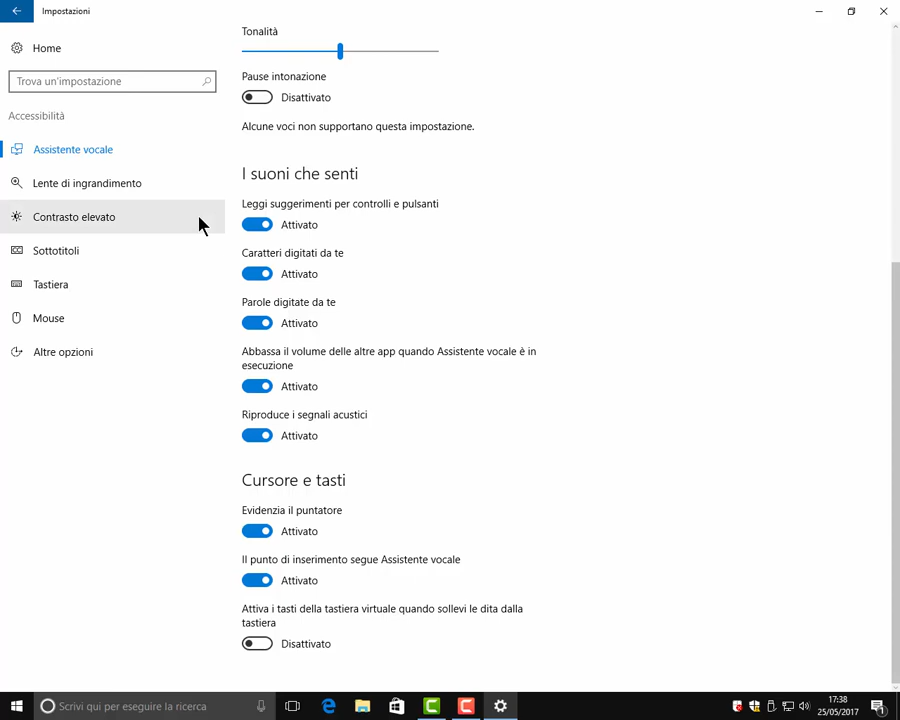 Impostazioni
Home
Trova un'impostazione
Accessibilità
Assistente vocale
Lente di ingrandimento
Contrasto elevato
Sottotitoli
Tastiera
Mouse
Altre opzioni
Tonalità
Pause intonazione
Disattivato
Alcune voci non supportano questa impostazione.
I suoni che senti
Leggi suggerimenti per controlli e pulsanti
Attivato
Caratteri digitati da te
Attivato
Parole digitate da te
Attivato
Abbassa il volume delle altre app quando Assistente vocale è in
esecuzione
Attivato
Riproduce i segnali acustici
Attivato
Cursore e tasti
Evidenzia il puntatore
Attivato
Il punto di inserimento segue Assistente vocale
Attivato
Attiva i tasti della tastiera virtuale quando sollevi le dita dalla
tastiera
Disattivato
Scrivi qui per eseguire la ricerca
17:38
25/05/2017